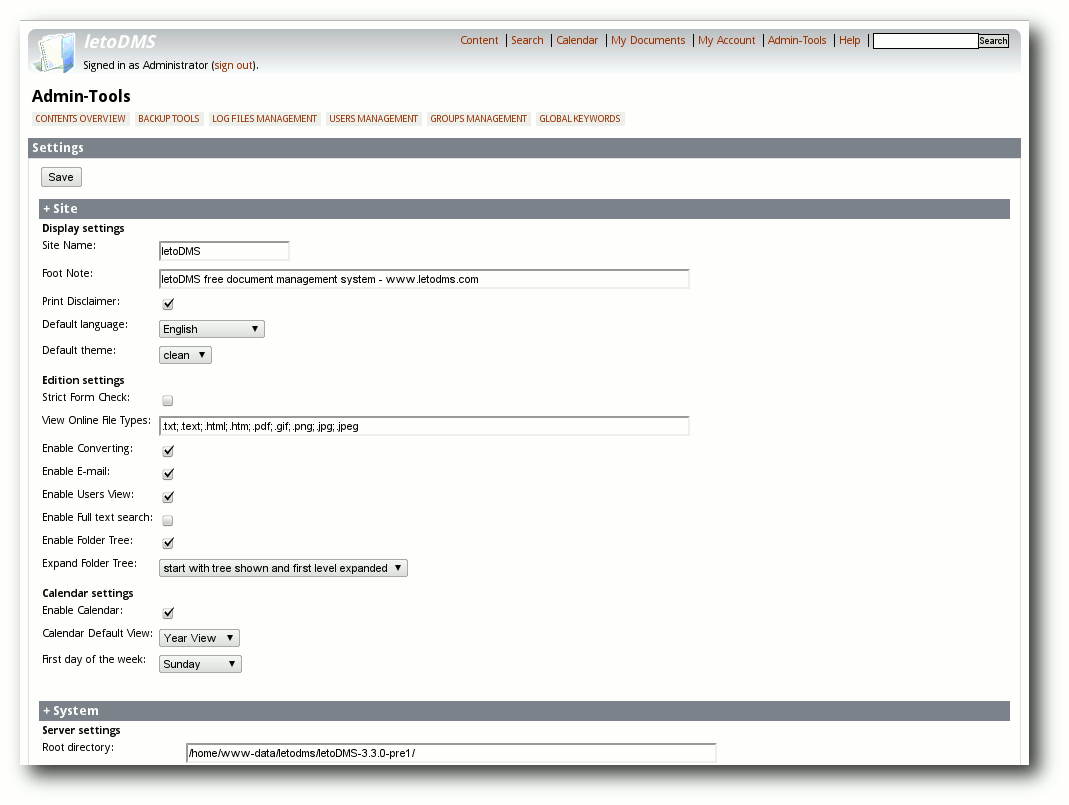 letoDMS
Content Search Calendar My Documents My Account Admin-Tools Help Search
Signed in as Administrator (sign out).
Admin-Tools
CONTENTS OVERVIEW BACKUP TOOLS LOG FILES MANAGEMENT USERS MANAGEMENT GROUPS MANAGEMENT GLOBAL KEYWORDS
Settings
Save
+ Site
Display settings
Site Name: letoDMS
Foot Note: letoDMS free document management system - www.letodms.com
Print Disclaimer:
Default language: English
Default theme: clean
Edition settings
Strict Form Check:
View Online File Types: .txt;.text;.html;.htm;.pdf;.gif;.png;.jpg;.jpeg
Enable Converting:
Enable E-mail:
Enable Users View:
Enable Full text search:
Enable Folder Tree:
Expand Folder Tree: start with tree shown and first level expanded
Calendar settings
Enable Calendar:
Calendar Default View: Year View
First day of the week: Sunday
+ System
Server settings
Root directory: /home/www-data/letodms/letoDMS-3.3.0-pre1/